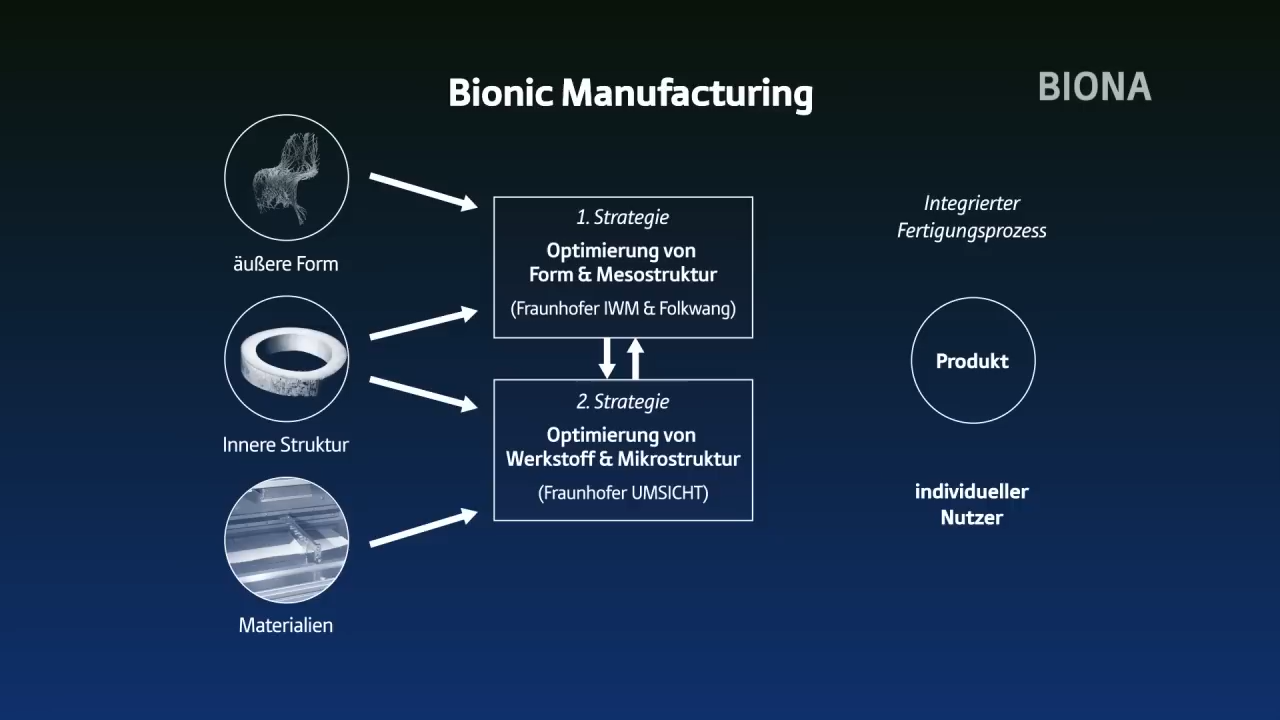 Bionic Manufacturing
BIONA
äußere Form
Innere Struktur
Materialien
1. Strategie
Optimierung von
Form & Mesostruktur
(Fraunhofer IWM & Folkwang)
2. Strategie
Optimierung von
Werkstoff & Mikrostruktur
(Fraunhofer UMSICHT)
Integrierter
Fertigungsprozess
Produkt
individueller
Nutzer